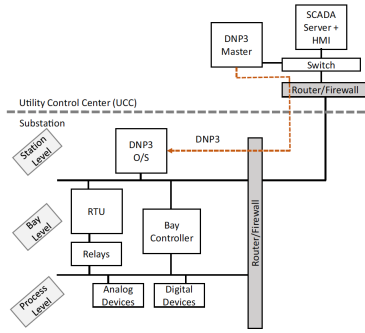 SCADA
Server +
HMI
DNP3
Master
Switch
Router/Firewall
Utility Control Center (UCC)
Substation
Station
Level
DNP3
O/S
DNP3
Router/Firewall
Bay
Level
RTU
Bay
Controller
Relays
Process
Level
Analog
Devices
Digital
Devices